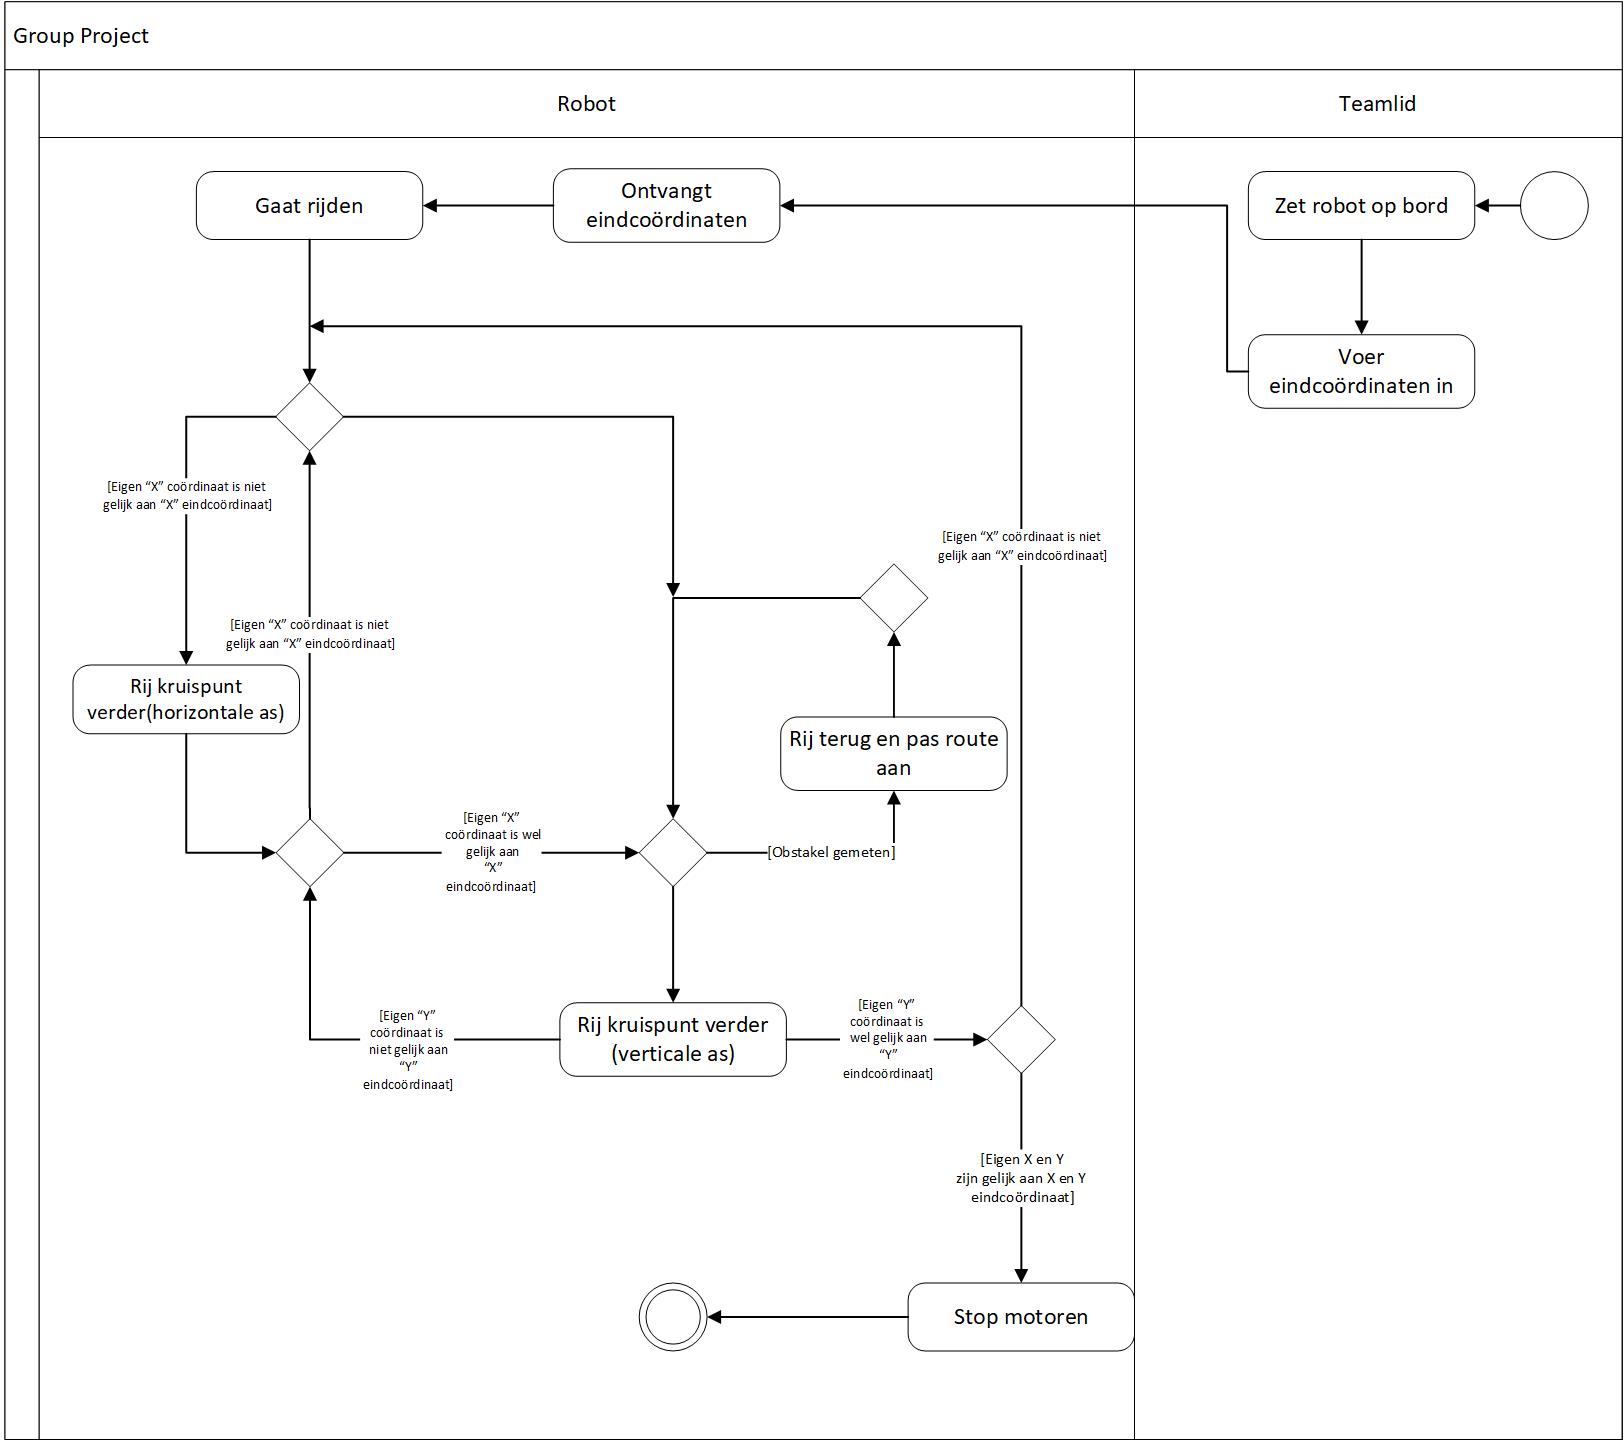 Group Project
Robot
Teamlid
Gaat rijden
Ontvangt
eindcoördinaten
Zet robot op bord
Voer
eindcoördinaten in
[Eigen “X” coördinaat is niet
gelijk aan “X” eindcoördinaat]
[Eigen “X” coördinaat is niet
gelijk aan “X” eindcoördinaat]
[Eigen “X” coördinaat is niet
gelijk aan “X” eindcoördinaat]
Rij kruispunt
verder(horizontale as)
Rij terug en pas route
aan
[Eigen “X”
coördinaat is wel
gelijk aan
“X”
eindcoördinaat]
[Obstakel gemeten]
[Eigen “Y”
coördinaat is
niet gelijk aan
“Y”
eindcoördinaat]
Rij kruispunt verder
(verticale as)
[Eigen “Y”
coördinaat is
wel gelijk aan
“Y”
eindcoördinaat]
[Eigen X en Y
zijn gelijk aan X en Y
eindcoördinaat]
Stop motoren